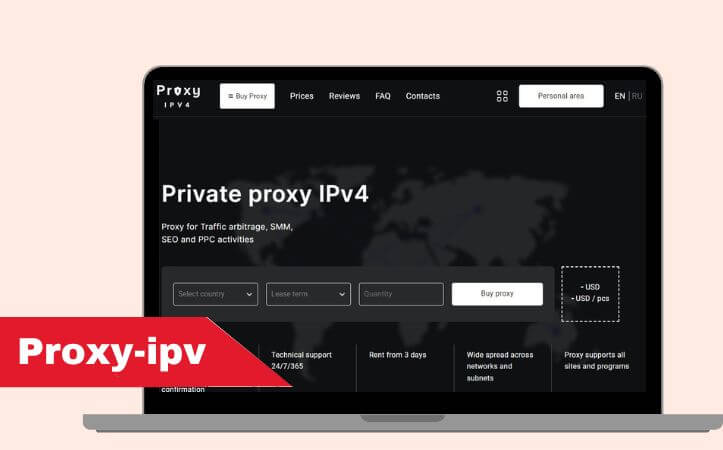 Proxy
IPV4
≡ Buy Proxy
Prices
Reviews
FAQ
Contacts
Personal area
EN | RU
Private proxy IPv4
Proxy for Traffic arbitrage, SMM,
SEO and PPC activities
Select country
Lease term
Quantity
Buy proxy
- USD
- USD / pcs
Proxy-ipv
confirmation
Technical support
24/7/365
Rent from 3 days
Wide spread across
networks and
subnets
Proxy supports all
sites and programs